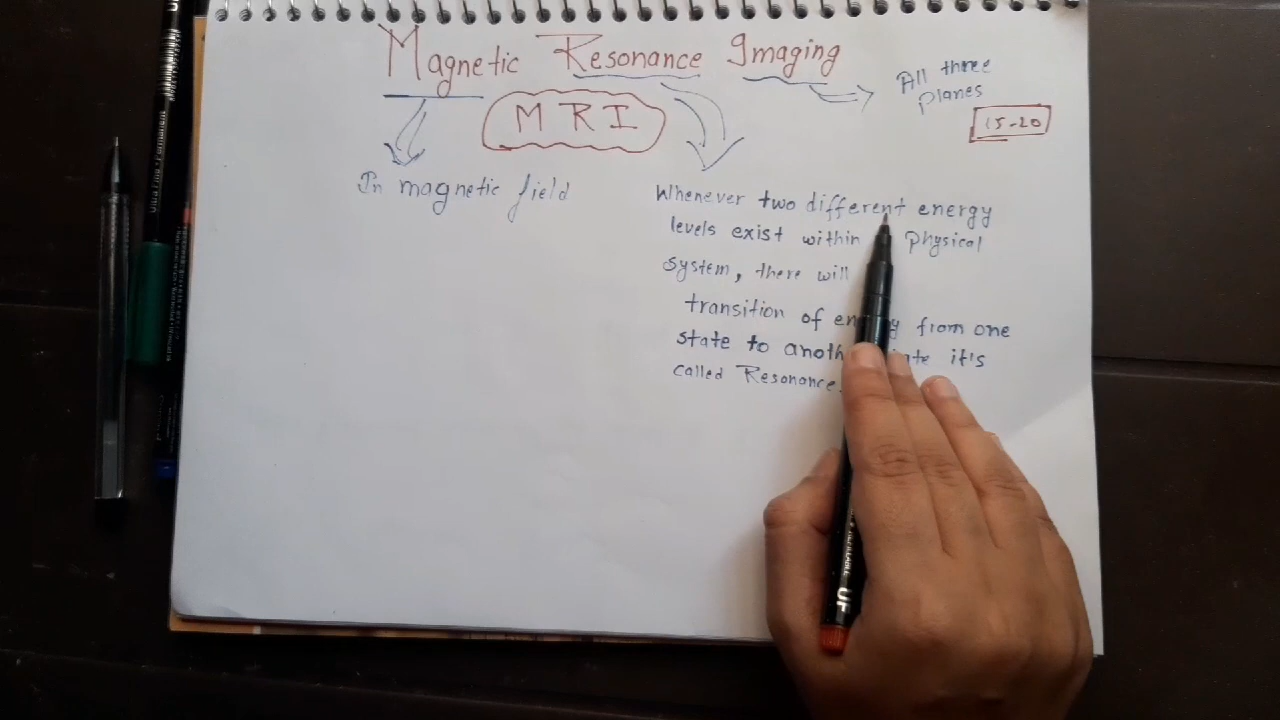 Magnetic Resonance Imaging
MRI
All three
planes
15-20
In magnetic field
Whenever two different energy
levels exist within physical
system, there will
transition of from one
state to it's
called Resonance.
UF